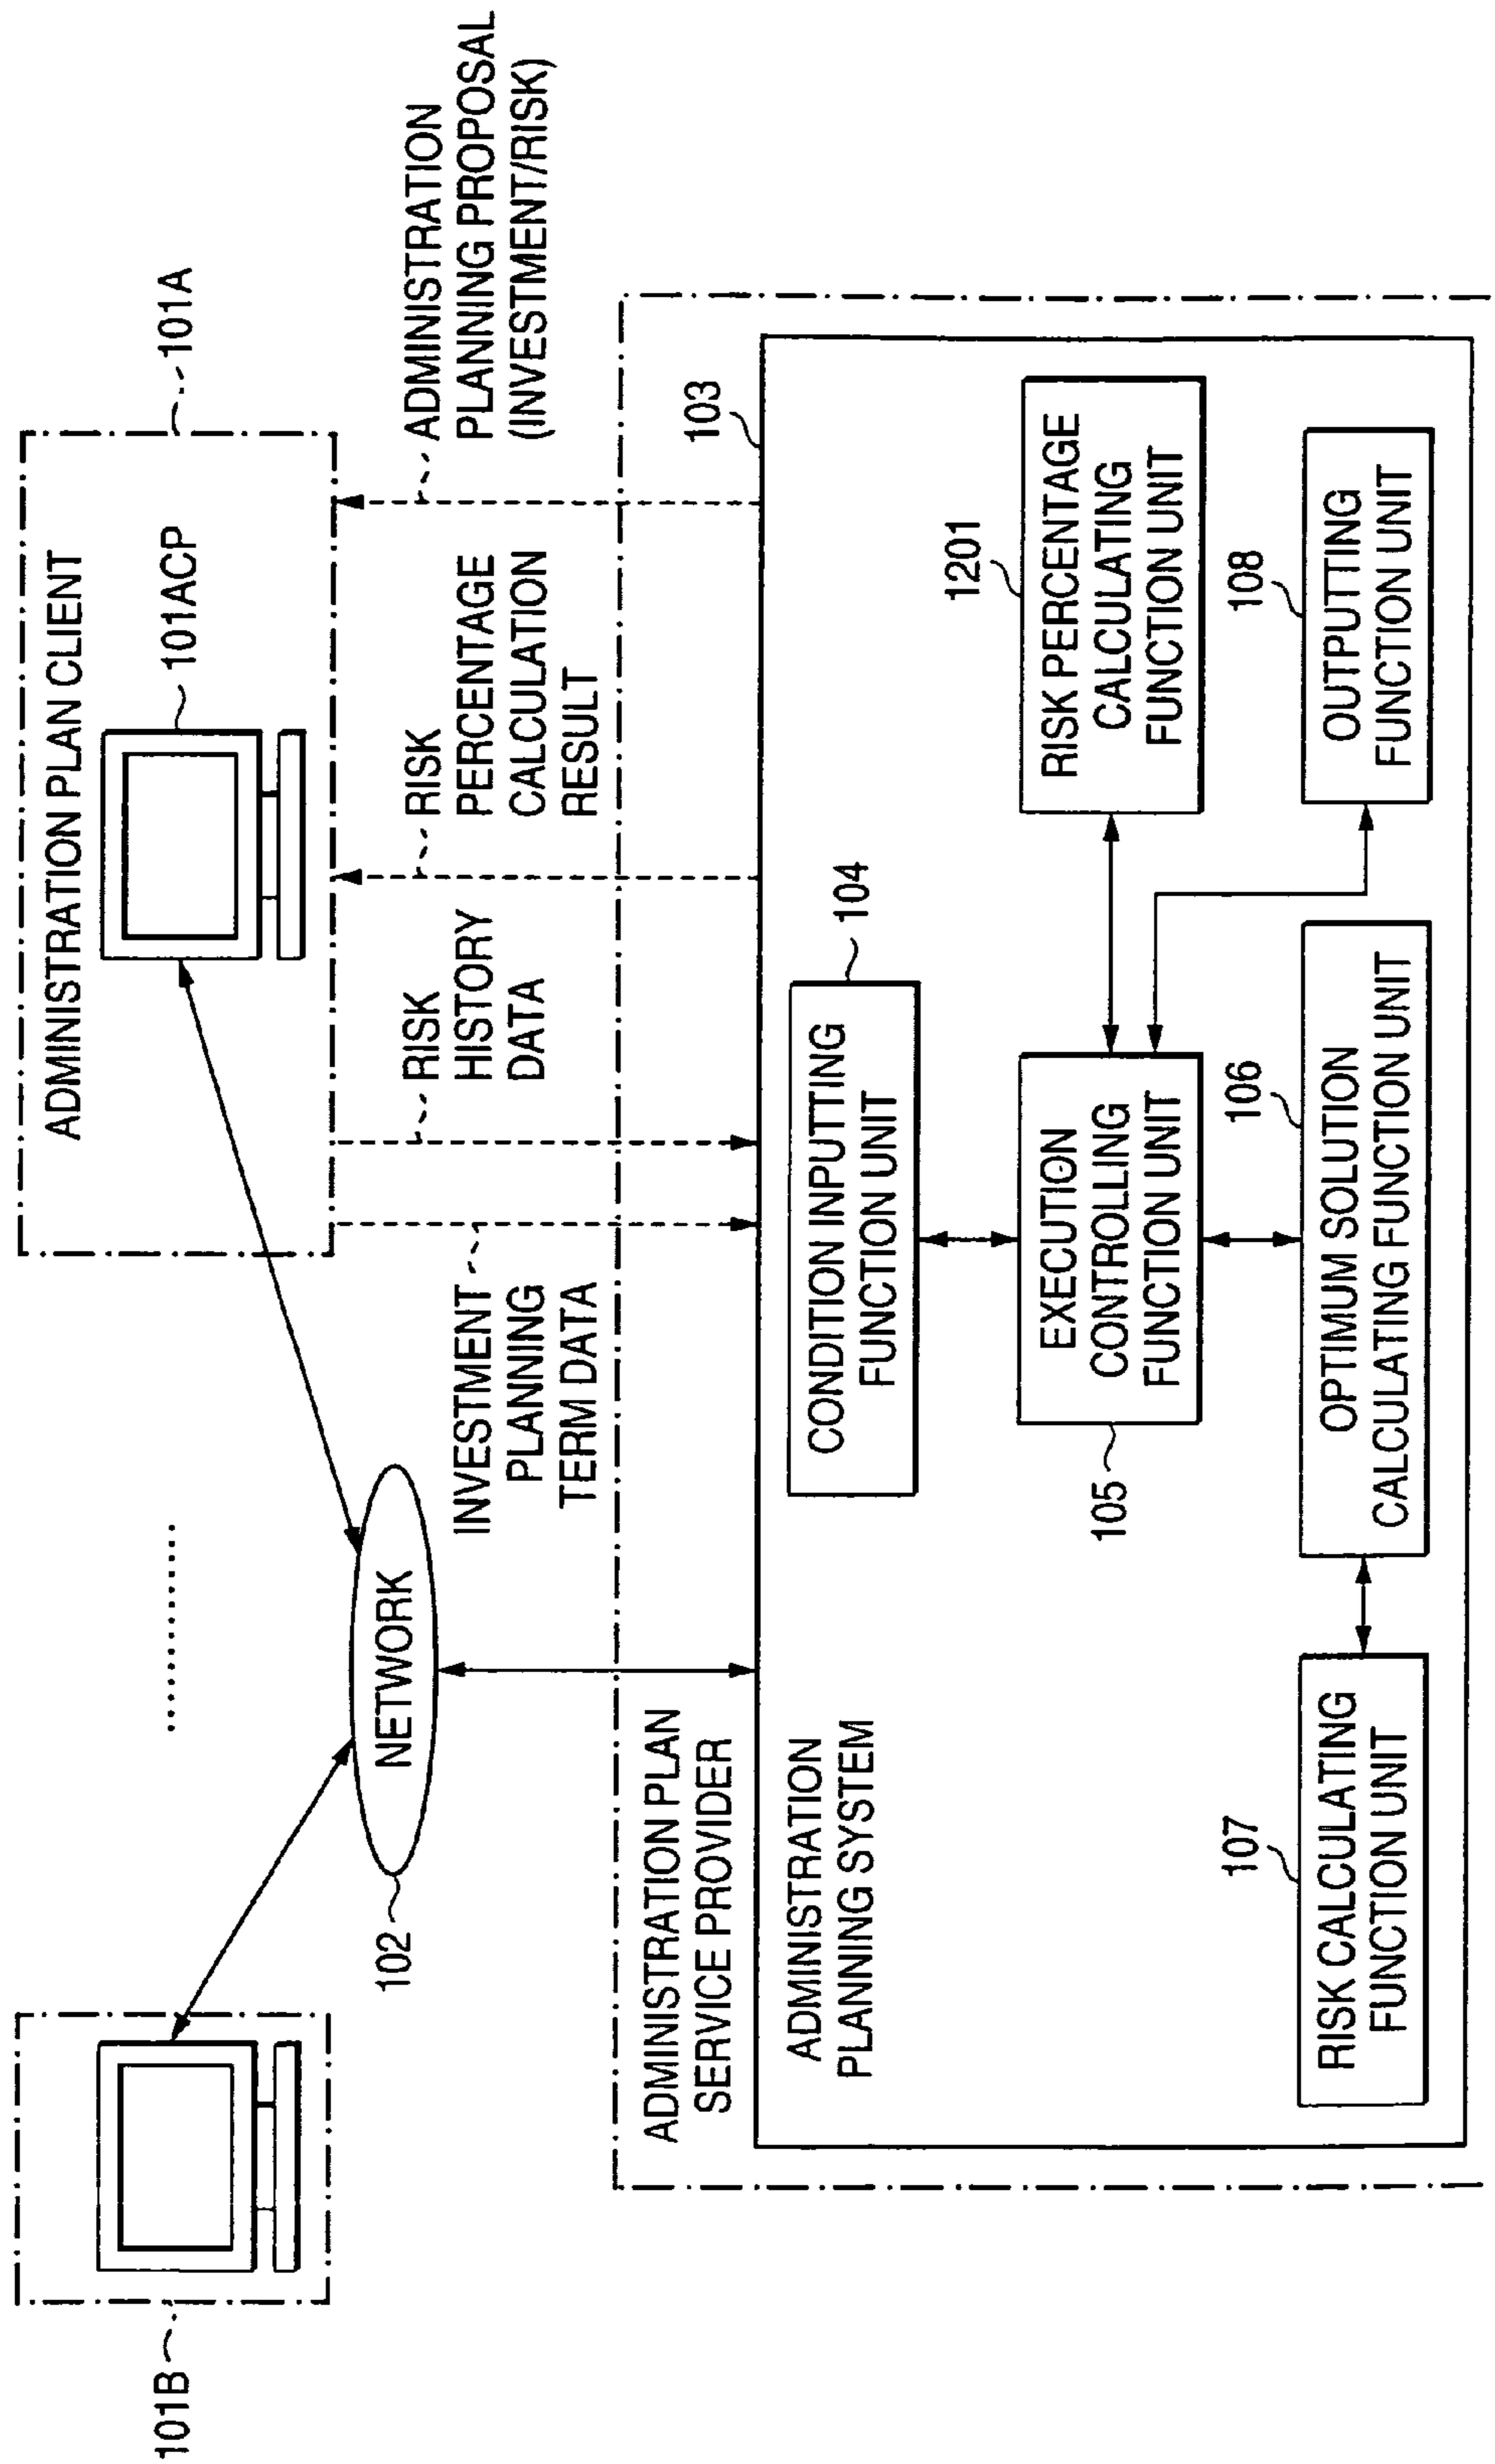 101B
101A
ADMINISTRATION PLAN CLIENT
101ACP
NETWORK
102
INVESTMENT
PLANNING
TERM DATA
RISK
HISTORY
DATA
RISK
PERCENTAGE
CALCULATION
RESULT
ADMINISTRATION
PLANNING PROPOSAL
(INVESTMENT/RISK)
ADMINISTRATION PLAN
SERVICE PROVIDER
103
ADMINISTRATION
PLANNING SYSTEM
104
CONDITION INPUTTING
FUNCTION UNIT
105
EXECUTION
CONTROLLING
FUNCTION UNIT
1201
RISK PERCENTAGE
CALCULATING
FUNCTION UNIT
107
RISK CALCULATING
FUNCTION UNIT
106
OPTIMUM SOLUTION
CALCULATING FUNCTION UNIT
108
OUTPUTTING
FUNCTION UNIT